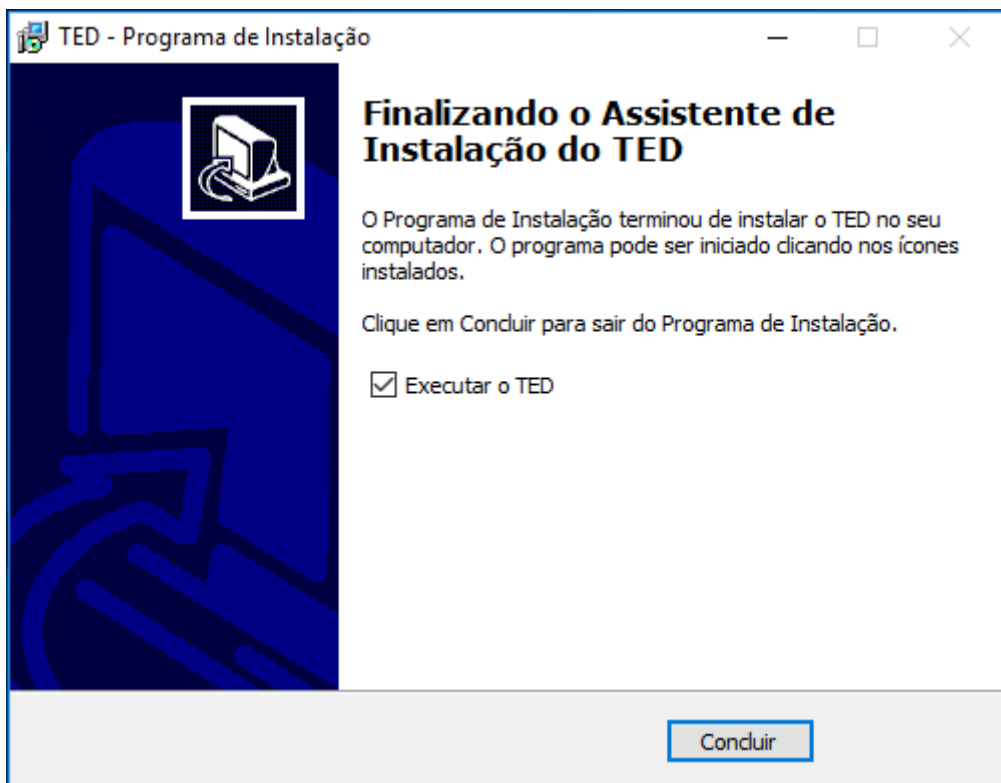 TED - Programa de Instalação
Finalizando o Assistente de
Instalação do TED
O Programa de Instalação terminou de instalar o TED no seu
computador. O programa pode ser iniciado clicando nos ícones
instalados.
Clique em Concluir para sair do Programa de Instalação.
Executar o TED
Concluir